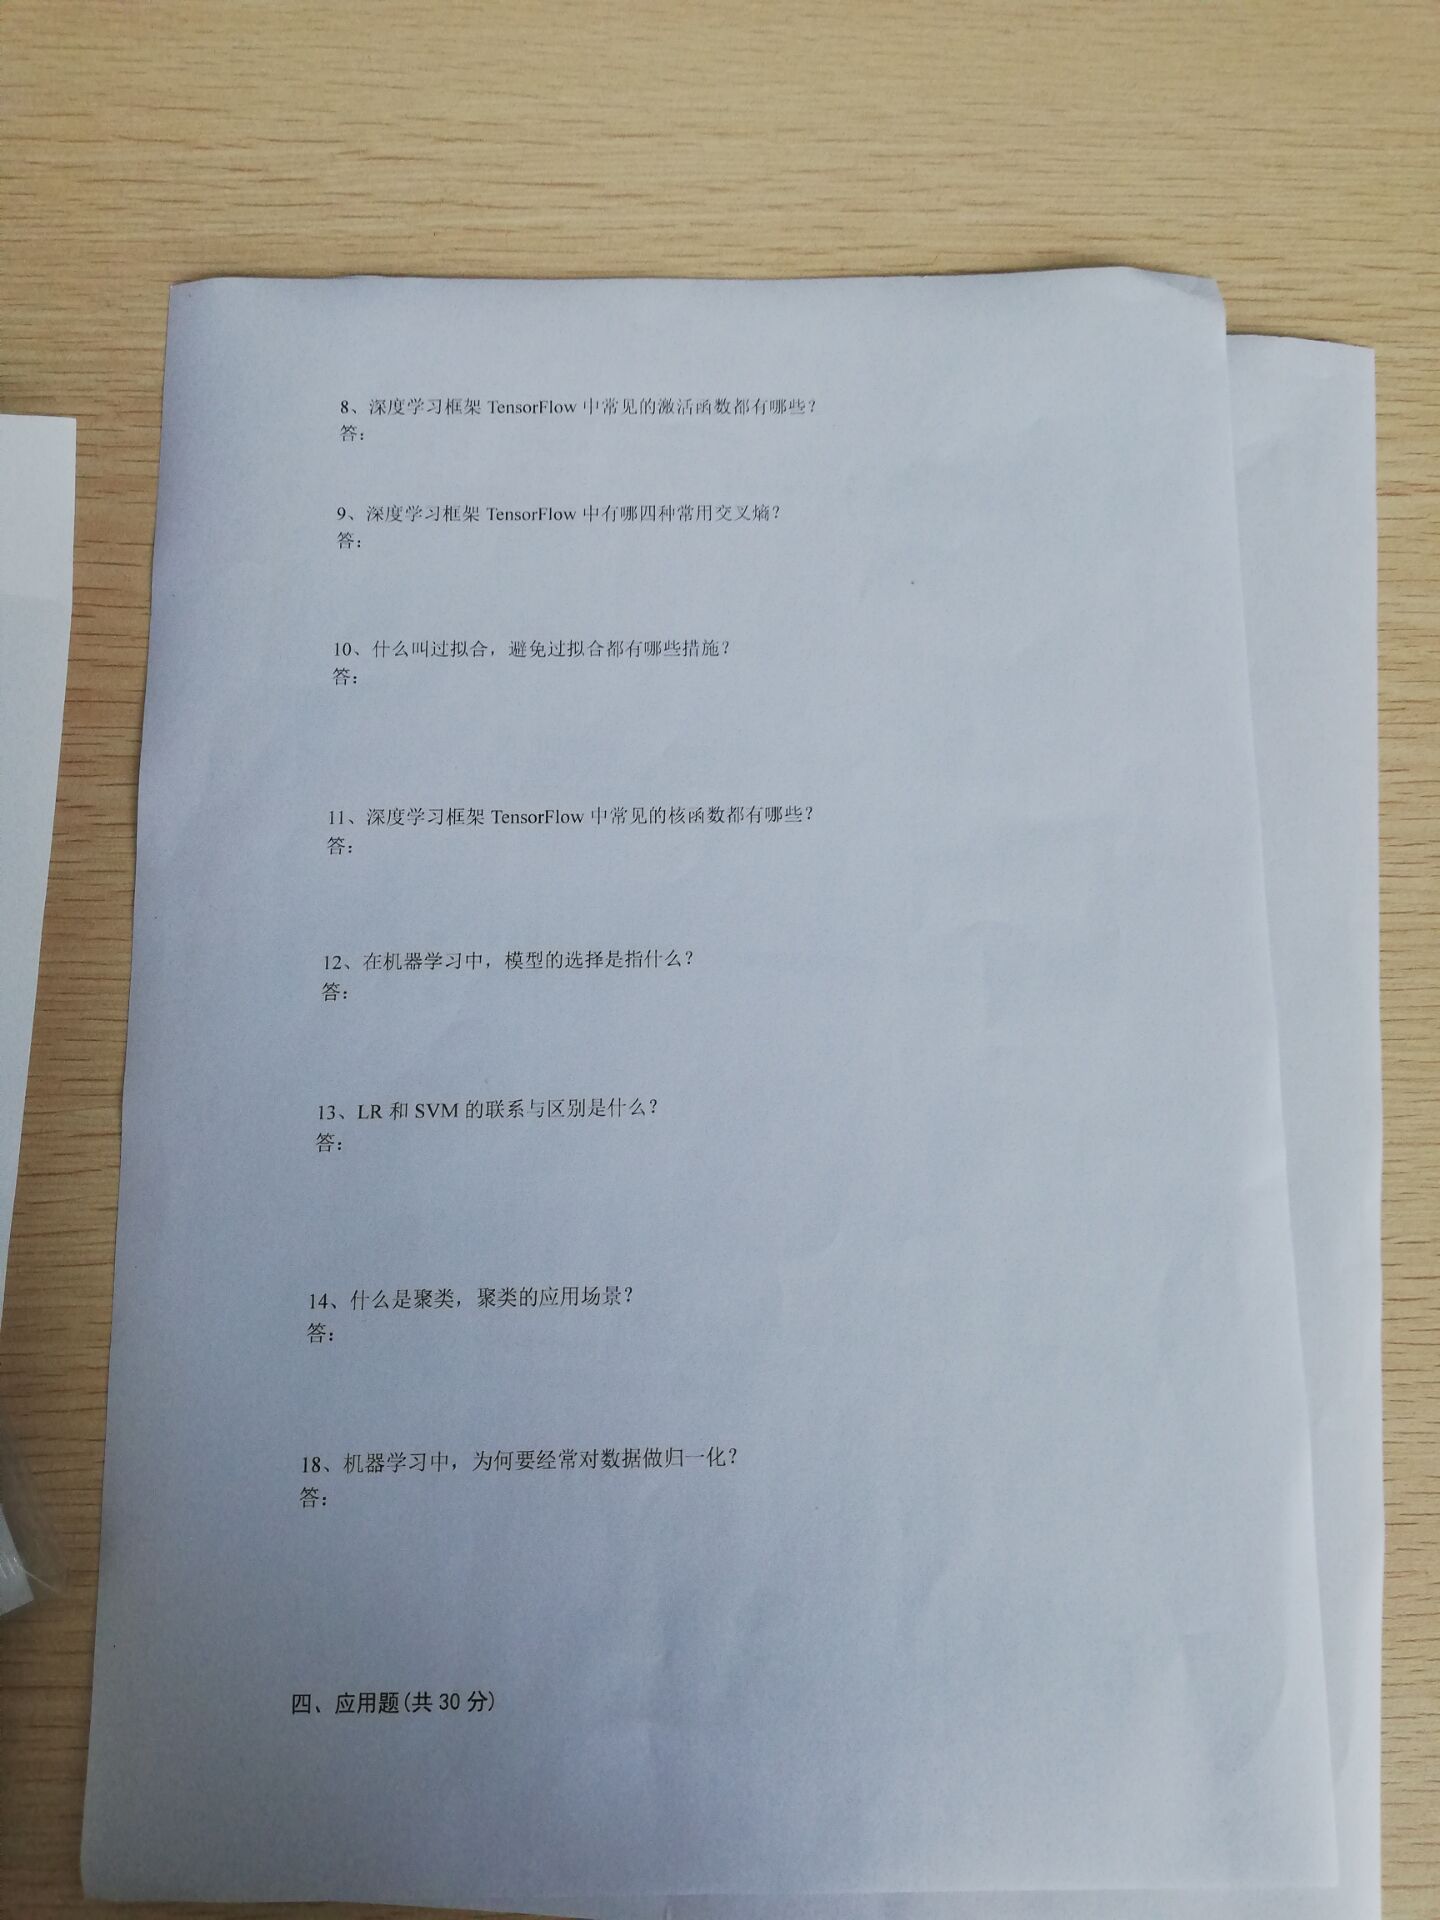 8、深度学习框架 TensorFlow 中常见的激活函数都有哪些？
答：
9、深度学习框架 TensorFlow 中有哪四种常用交叉熵？
答：
10、什么叫过拟合，避免过拟合都有哪些措施？
答：
11、深度学习框架 TensorFlow 中常见的核函数都有哪些？
答：
12、在机器学习中，模型的选择是指什么？
答：
13、LR 和 SVM 的联系与区别是什么？
答：
14、什么是聚类，聚类的应用场景？
答：
18、机器学习中，为何要经常对数据做归一化？
答：
四、应用题(共 30 分)